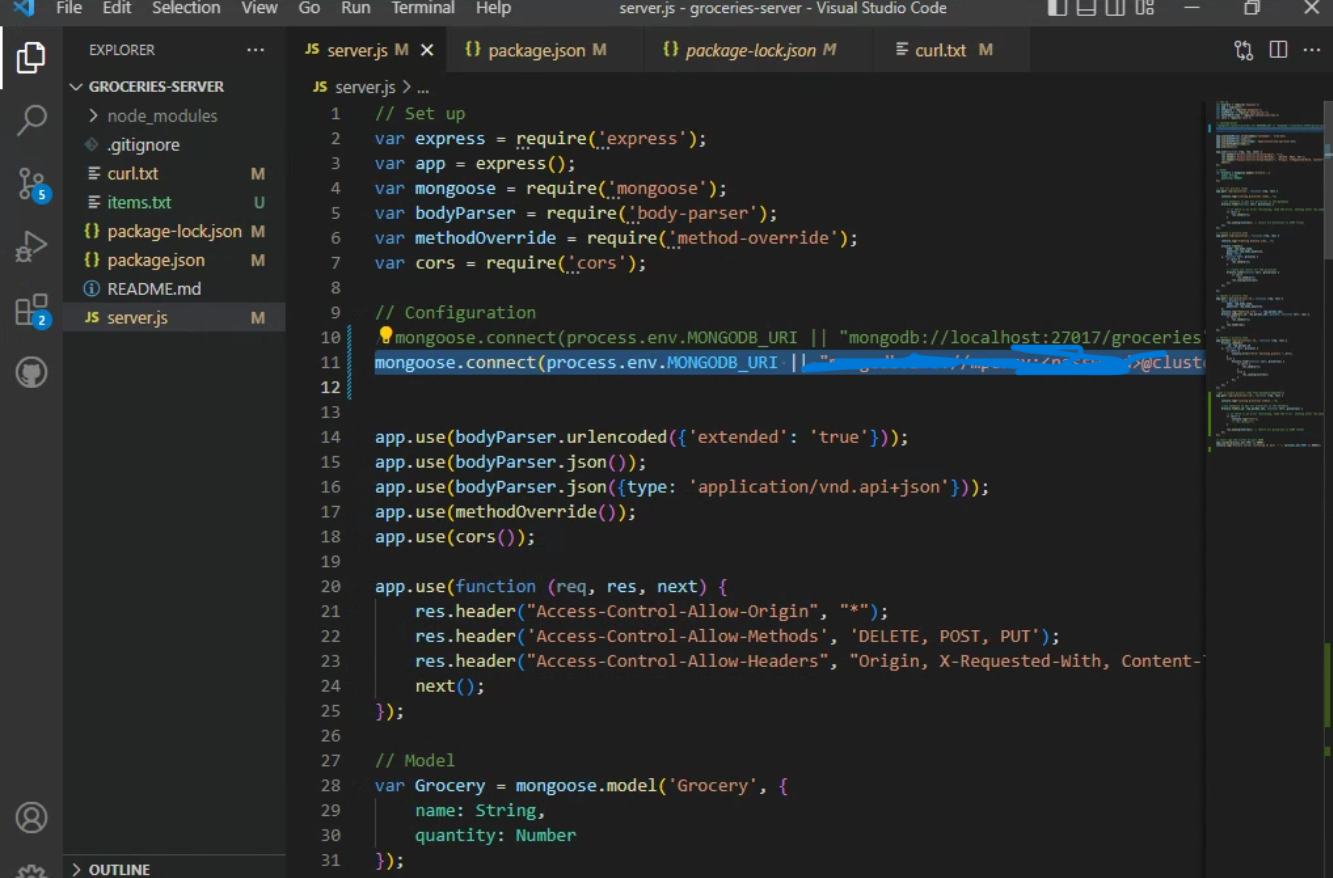 File Edit Selection View Go Run Terminal Help server.js - groceries-server - Visual Studio Code
EXPLORER ...
JS server.js M × {} package.json M {} package-lock.json M curl.txt M ...
GROCERIES-SERVER
node_modules
.gitignore
curl.txt M
items.txt U
5
{} package-lock.json M
{} package.json M
README.md
2
JS server.js M
OUTLINE
JS server.js > ...
1 // Set up
2 var express = require('express');
3 var app = express();
4 var mongoose = require('mongoose');
5 var bodyParser = require('body-parser');
6 var methodOverride = require('method-override');
7 var cors = require('cors');
8
9 // Configuration
10 mongoose.connect(process.env.MONGODB_URI || "mongodb://localhost:27017/groceries"
11 mongoose.connect(process.env.MONGODB_URI || "
12
13
14 app.use(bodyParser.urlencoded({'extended': 'true'}));
15 app.use(bodyParser.json());
16 app.use(bodyParser.json({type: 'application/vnd.api+json'}));
17 app.use(methodOverride());
18 app.use(cors());
19
20 app.use(function (req, res, next) {
21 res.header("Access-Control-Allow-Origin", "*");
22 res.header('Access-Control-Allow-Methods', 'DELETE, POST, PUT');
23 res.header("Access-Control-Allow-Headers", "Origin, X-Requested-With, Content-
24 next();
25 });
26
27 // Model
28 var Grocery = mongoose.model('Grocery', {
29 name: String,
30 quantity: Number
31 });